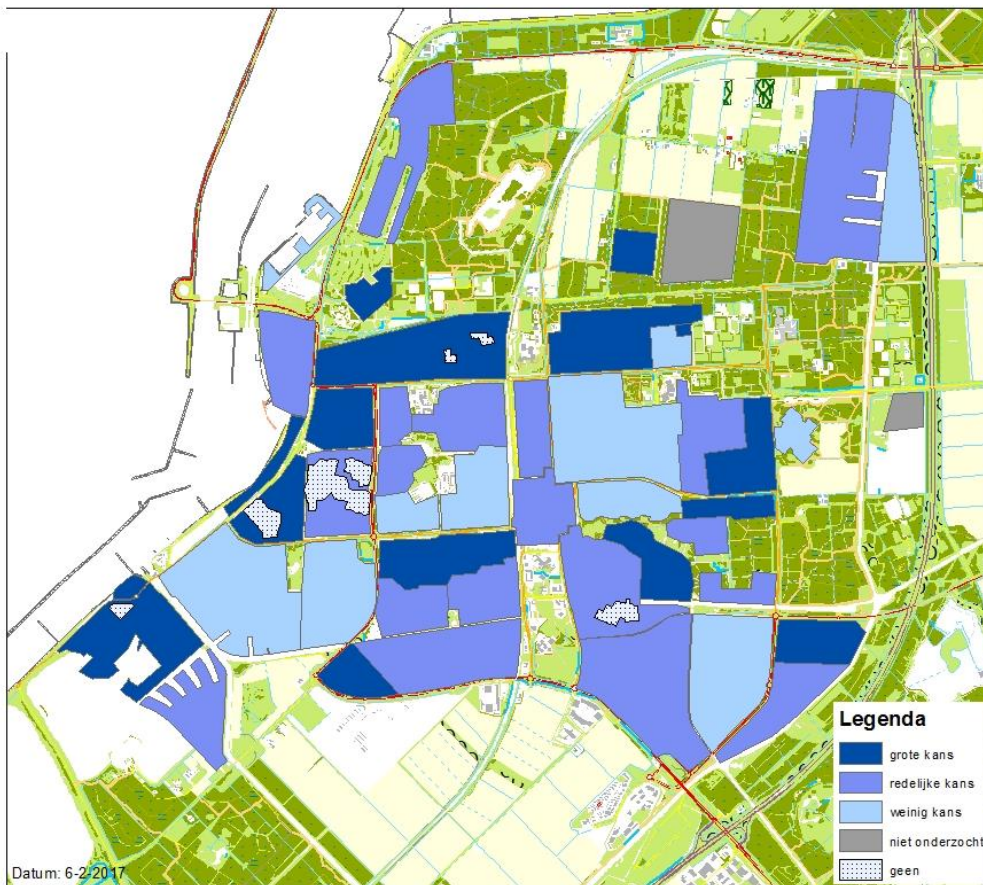 Legenda
grote kans
redelijke kans
weinig kans
niet onderzocht
geen
Datum: 6-2-2017